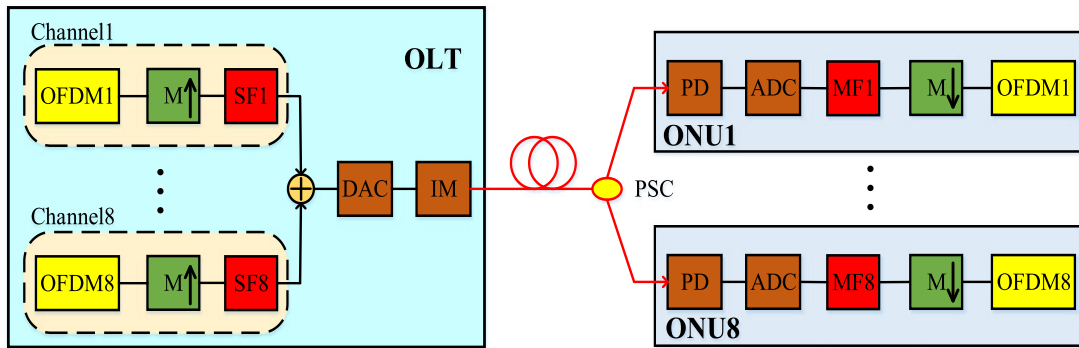 Channel1
OFDM1 M SF1
OLT
DAC IM
Channel8
OFDM8 M SF8
PSC
PD ADC MF1 M OFDM1
ONU1
PD ADC MF8 M OFDM8
ONU8